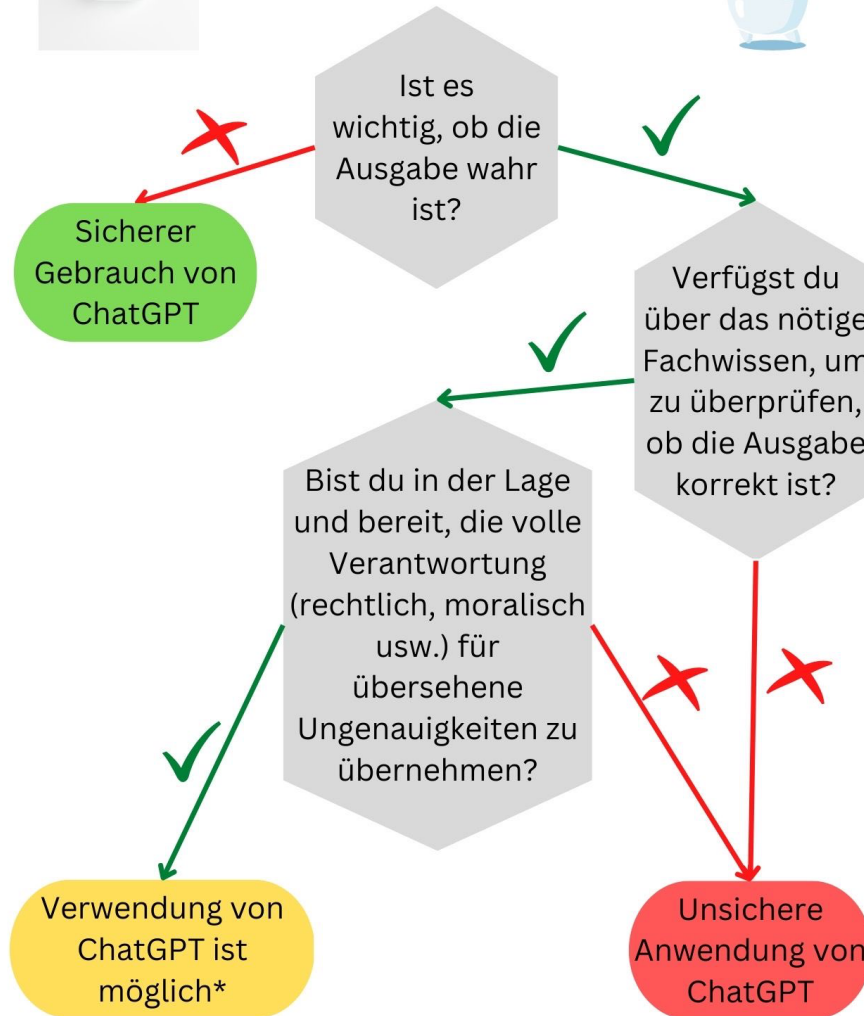 Ist es
wichtig, ob die
Ausgabe wahr
ist?
Sicherer
Gebrauch von
ChatGPT
Verfügst du
über das nötige
Fachwissen, um
zu überprüfen,
ob die Ausgabe
korrekt ist?
Bist du in der Lage
und bereit, die volle
Verantwortung
(rechtlich, moralisch
usw.) für
übersehene
Ungenauigkeiten zu
übernehmen?
Verwendung von
ChatGPT ist
möglich*
Unsichere
Anwendung von
ChatGPT